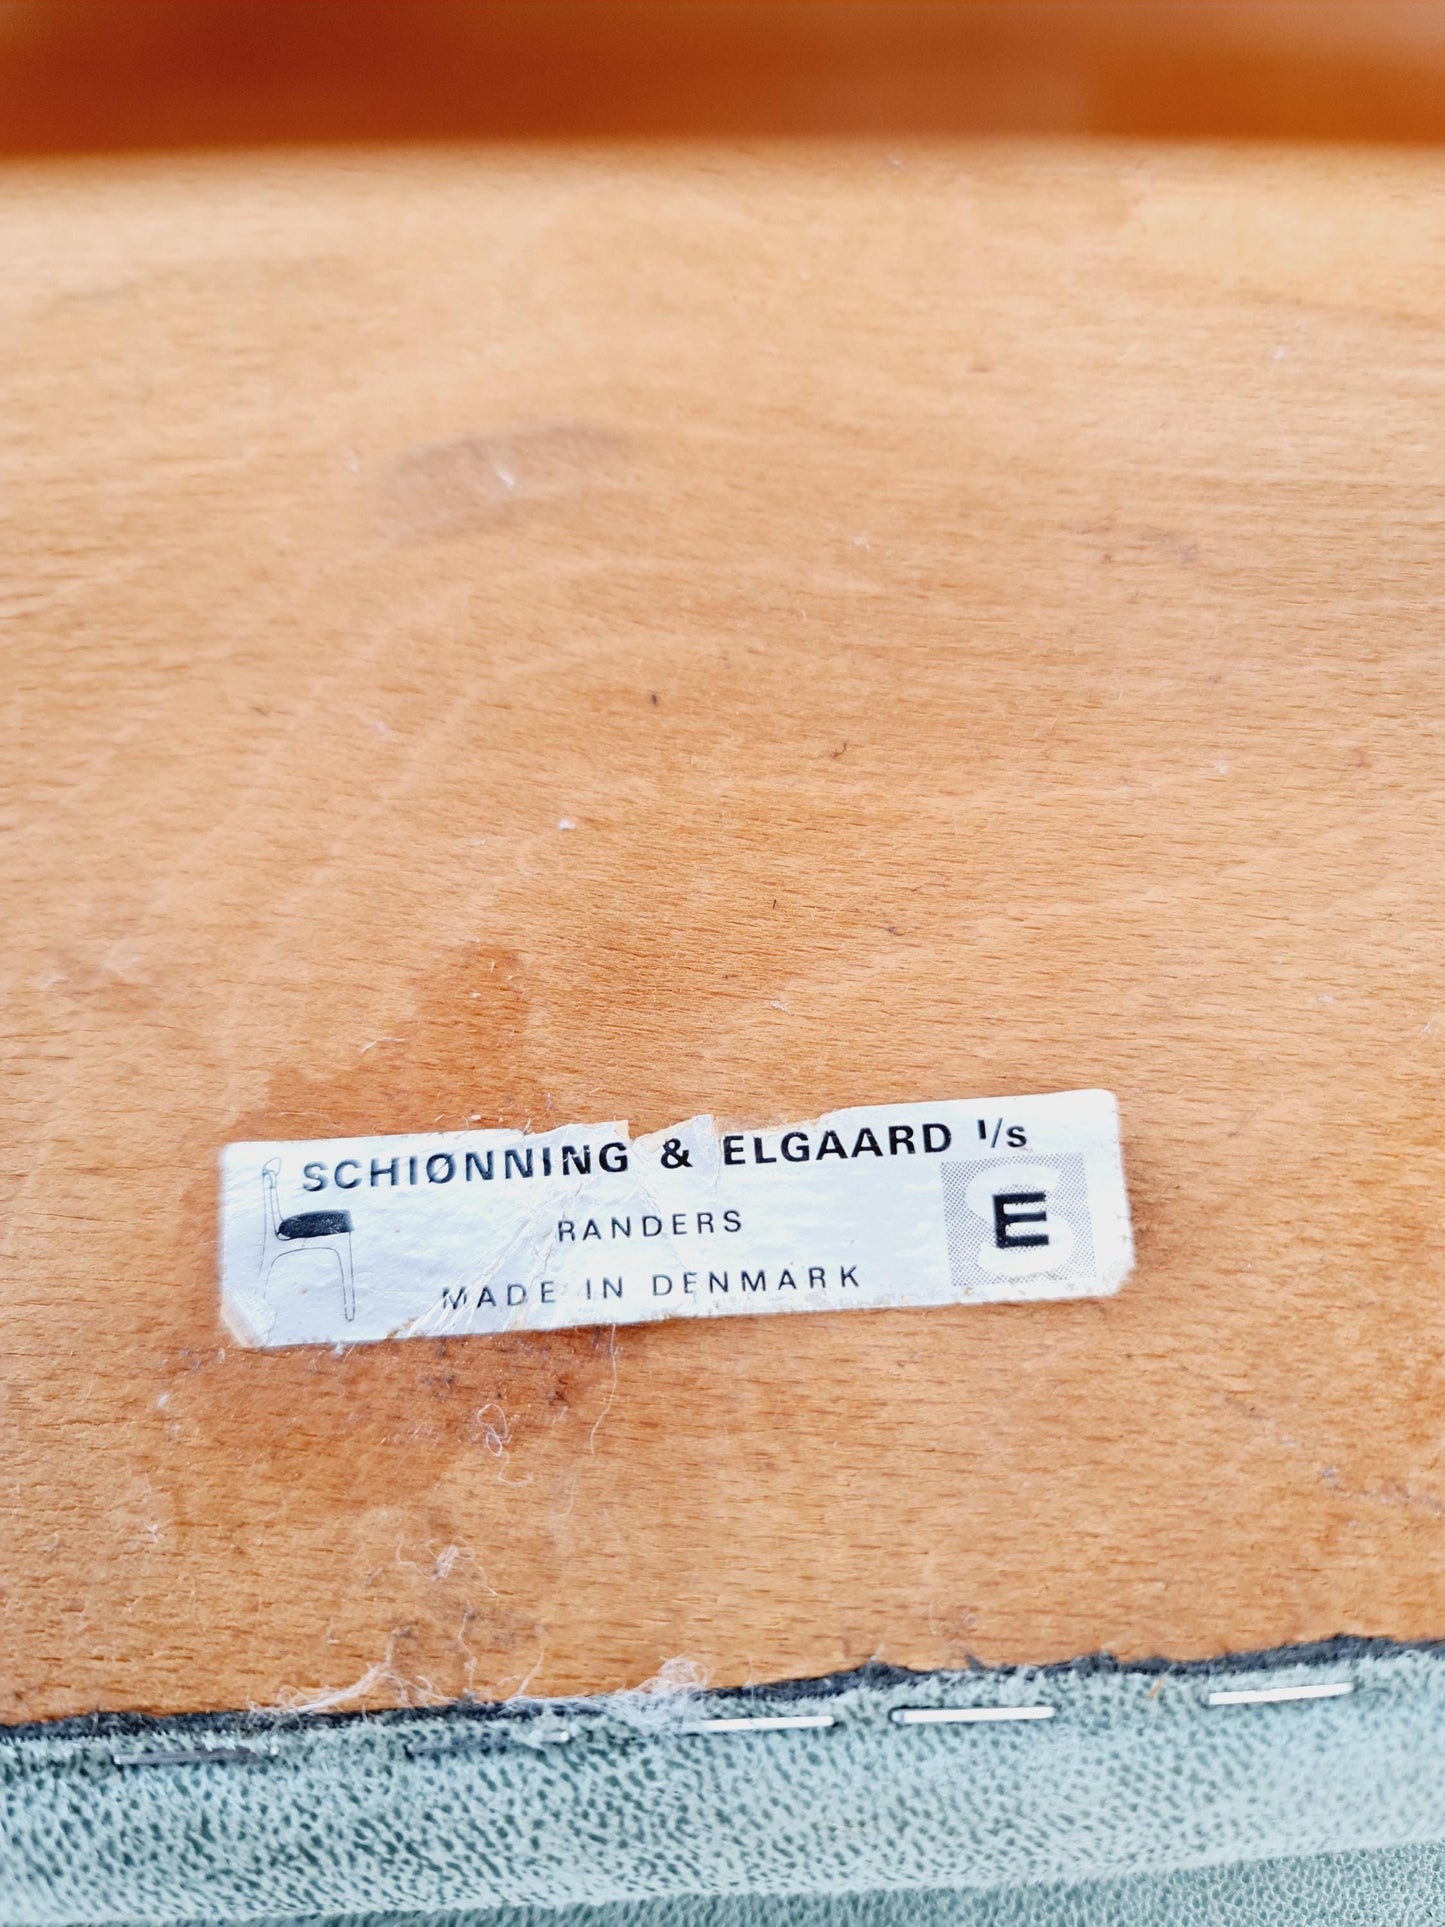 SCHIØNNING & ELGAARD I/s
RANDERS
MADE IN DENMARK
S
E